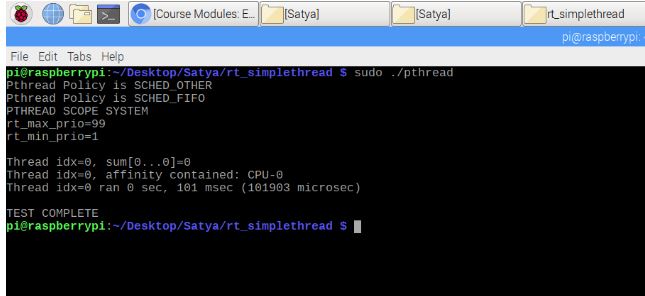 [Course Modules: E...
[Satya]
[Satya]
rt_simplethread
pi@raspberrypi: ~
File Edit Tabs Help
pi@raspberrypi:~/Desktop/Satya/rt_simplethread $ sudo ./pthread
Pthread Policy is SCHED_OTHER
Pthread Policy is SCHED_FIFO
PTHREAD SCOPE SYSTEM
rt_max_prio=99
rt_min_prio=1
Thread idx=0, sum[0...0]=0
Thread idx=0, affinity contained: CPU-0
Thread idx=0 ran 0 sec, 101 msec (101903 microsec)
TEST COMPLETE
pi@raspberrypi:~/Desktop/Satya/rt_simplethread $